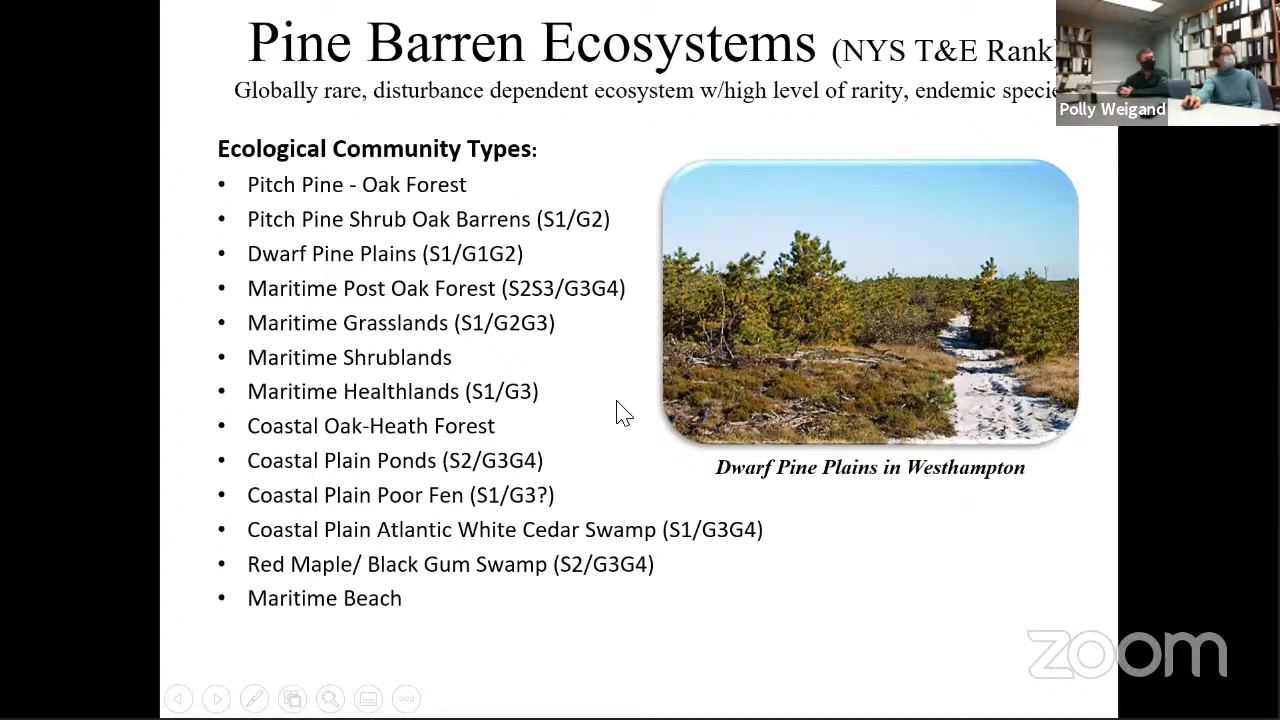 Pine Barren Ecosystems (NYS T&E Rank)
Globally rare, disturbance dependent ecosystem w/high level of rarity, endemic specie
Polly Weigand
Ecological Community Types:
• Pitch Pine - Oak Forest
• Pitch Pine Shrub Oak Barrens (S1/G2)
• Dwarf Pine Plains (S1/G1G2)
• Maritime Post Oak Forest (S2S3/G3G4)
• Maritime Grasslands (S1/G2G3)
• Maritime Shrublands
• Maritime Healthlands (S1/G3)
• Coastal Oak-Heath Forest
• Coastal Plain Ponds (S2/G3G4)
• Coastal Plain Poor Fen (S1/G3?)
• Coastal Plain Atlantic White Cedar Swamp (S1/G3G4)
• Red Maple/ Black Gum Swamp (S2/G3G4)
• Maritime Beach
Dwarf Pine Plains in Westhampton
zoom